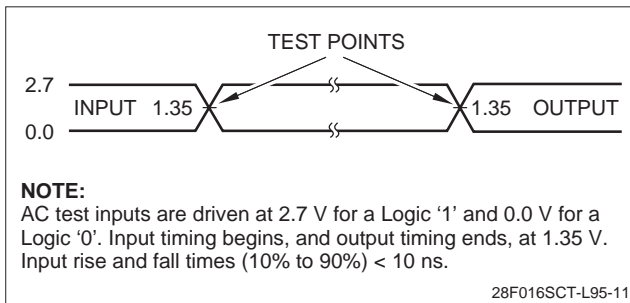 TEST POINTS
2.7
INPUT 1.35
1.35 OUTPUT
0.0
NOTE:
AC test inputs are driven at 2.7 V for a Logic ‘1’ and 0.0 V for a
Logic ‘0’. Input timing begins, and output timing ends, at 1.35 V.
Input rise and fall times (10% to 90%) < 10 ns.
28F016SCT-L95-11